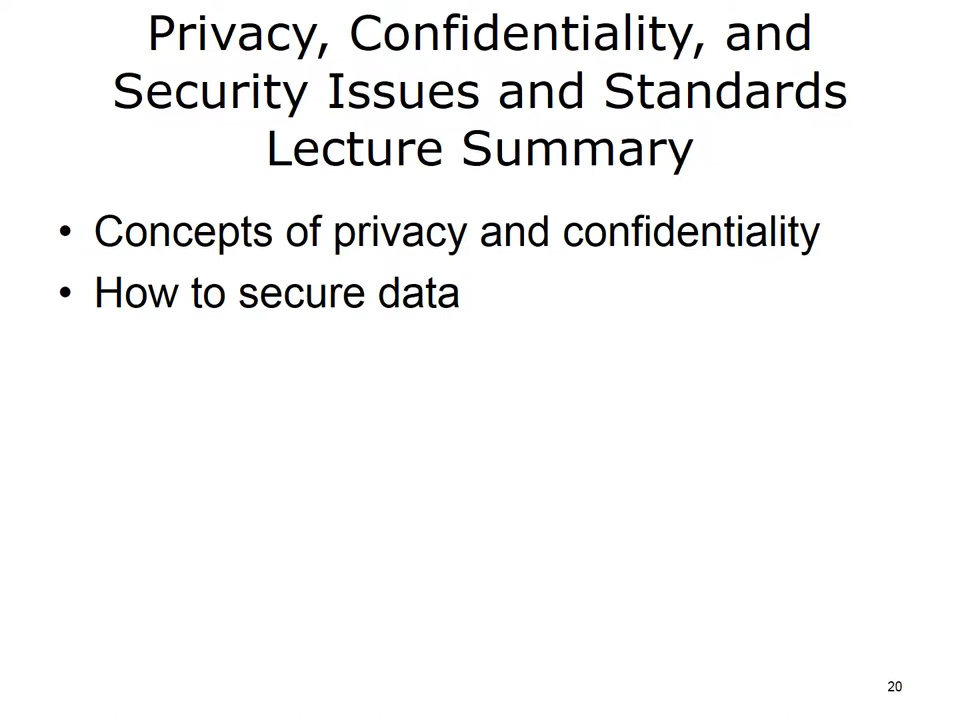 Privacy, Confidentiality, and
Security Issues and Standards
Lecture Summary
• Concepts of privacy and confidentiality
• How to secure data
20